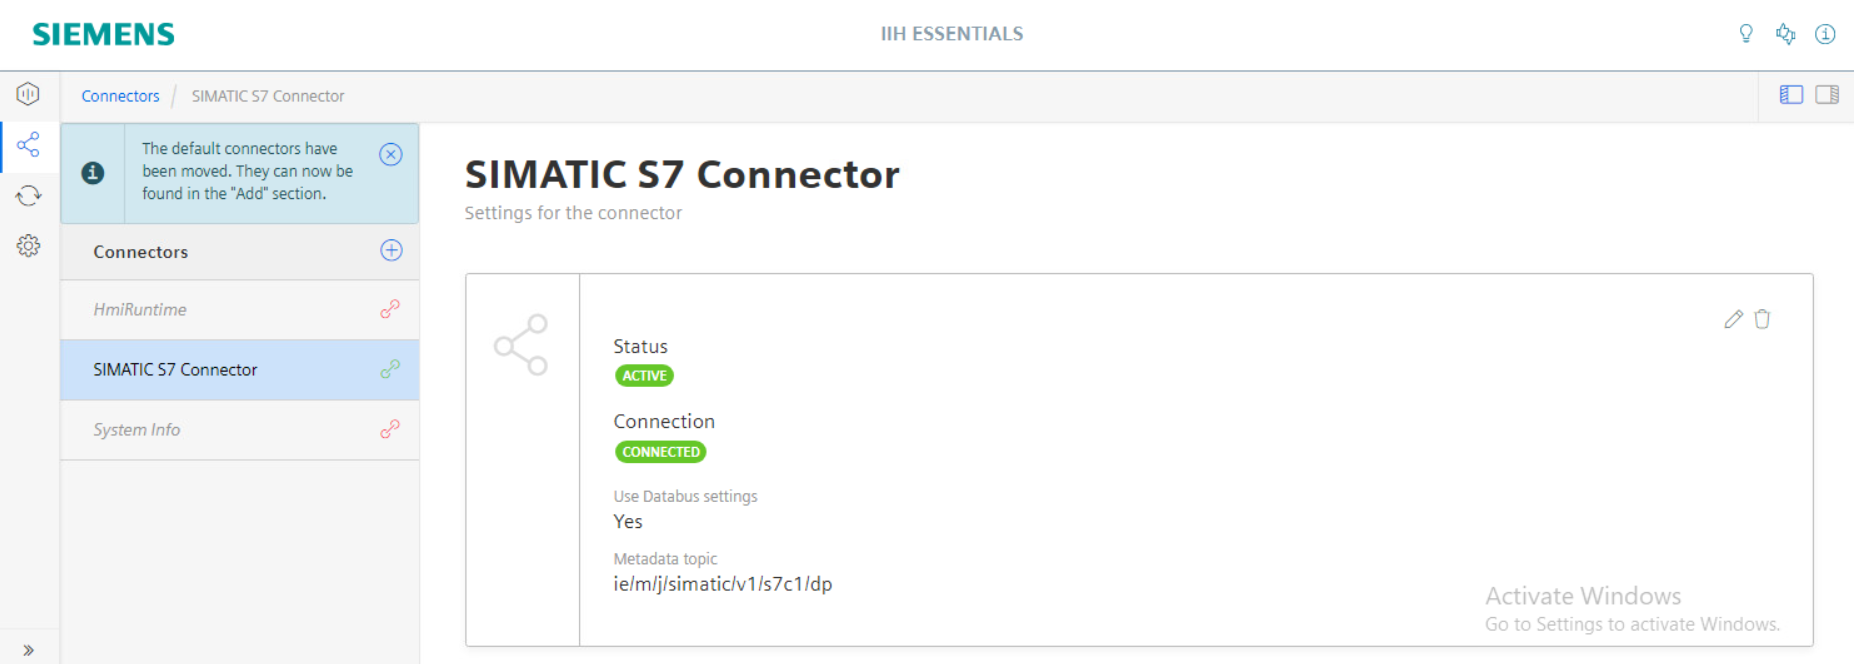 SIEMENS
IIH ESSENTIALS
Connectors / SIMATIC S7 Connector
The default connectors have
been moved. They can now be
found in the "Add" section.
Connectors
HmiRuntime
SIMATIC S7 Connector
System Info
SIMATIC S7 Connector
Settings for the connector
Status
ACTIVE
Connection
CONNECTED
Use Databus settings
Yes
Metadata topic
ie/m/j/simatic/v1/s7c1/dp
Activate Windows
Go to Settings to activate Windows.